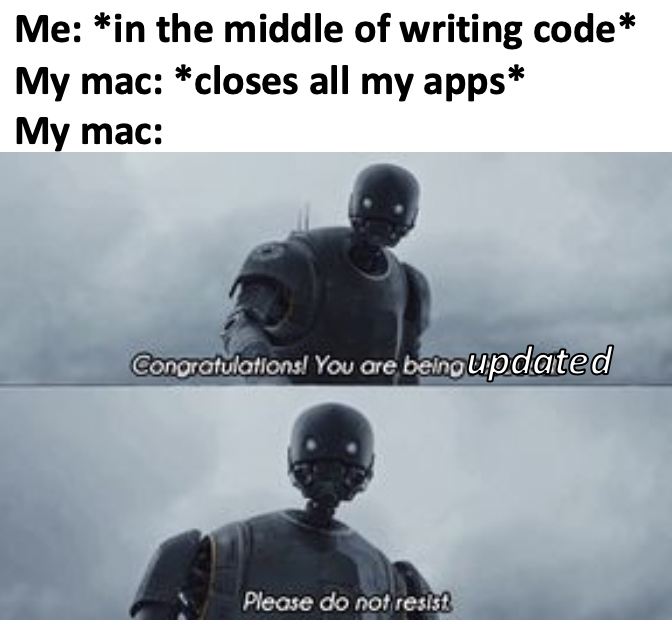 Me: *in the middle of writing code*
My mac: *closes all my apps*
My mac:
Congratulations! You are being updated
Please do not resist